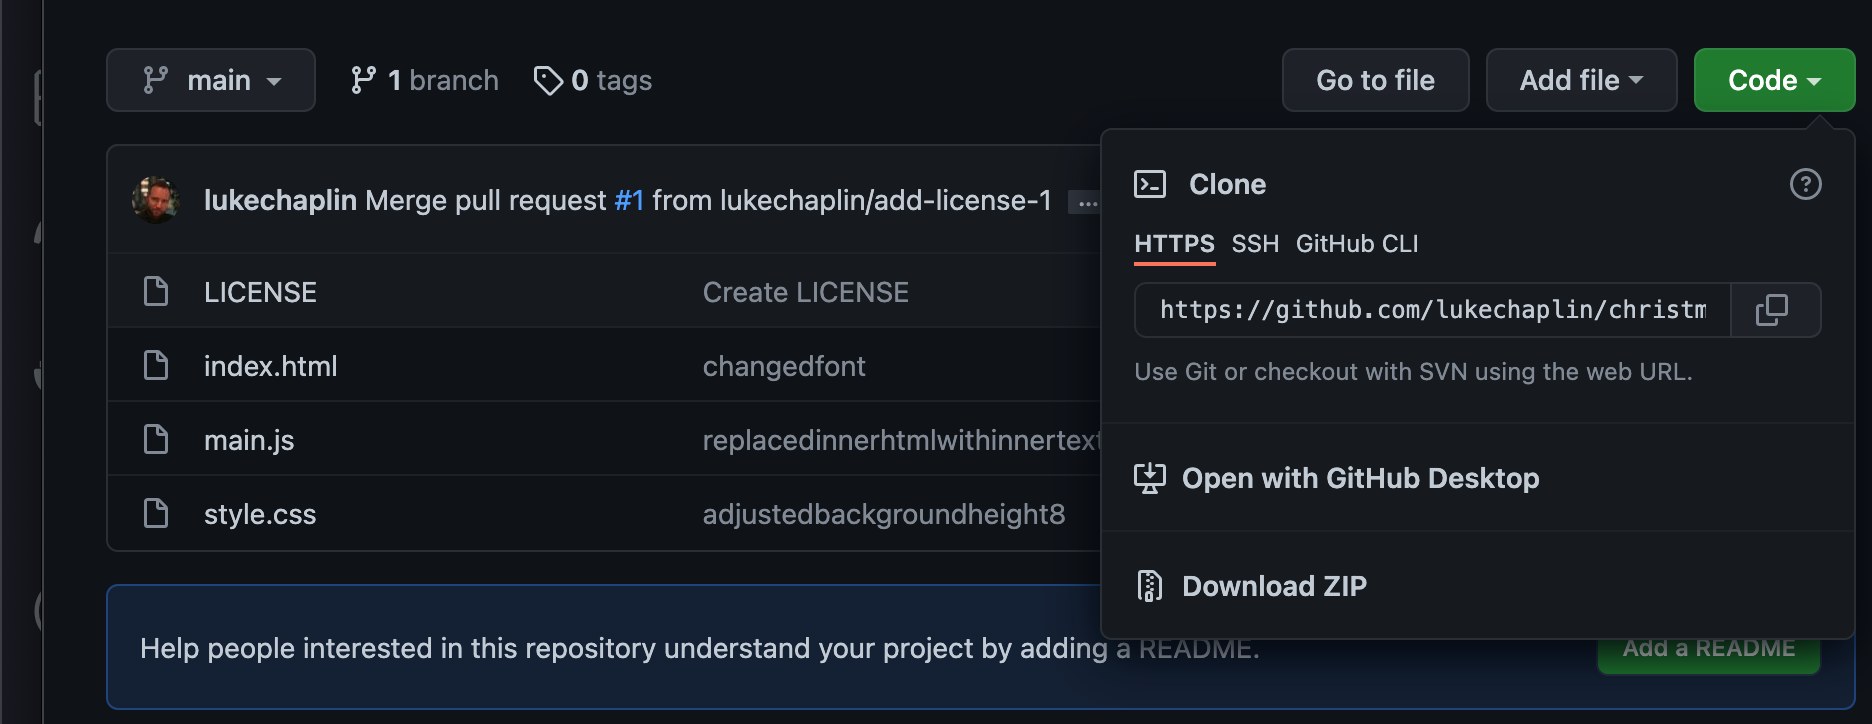 main
1 branch
0 tags
Go to file
Add file
Code
lukechaplin Merge pull request #1 from lukechaplin/add-license-1 ...
LICENSE Create LICENSE
index.html changedfont
main.js replacedinnerhtmlwithinnertext
style.css adjustedbackgroundheight8
Clone
HTTPS SSH GitHub CLI
https://github.com/lukechaplin/christm
Use Git or checkout with SVN using the web URL.
Open with GitHub Desktop
Download ZIP
Help people interested in this repository understand your project by adding a README.
Add a README